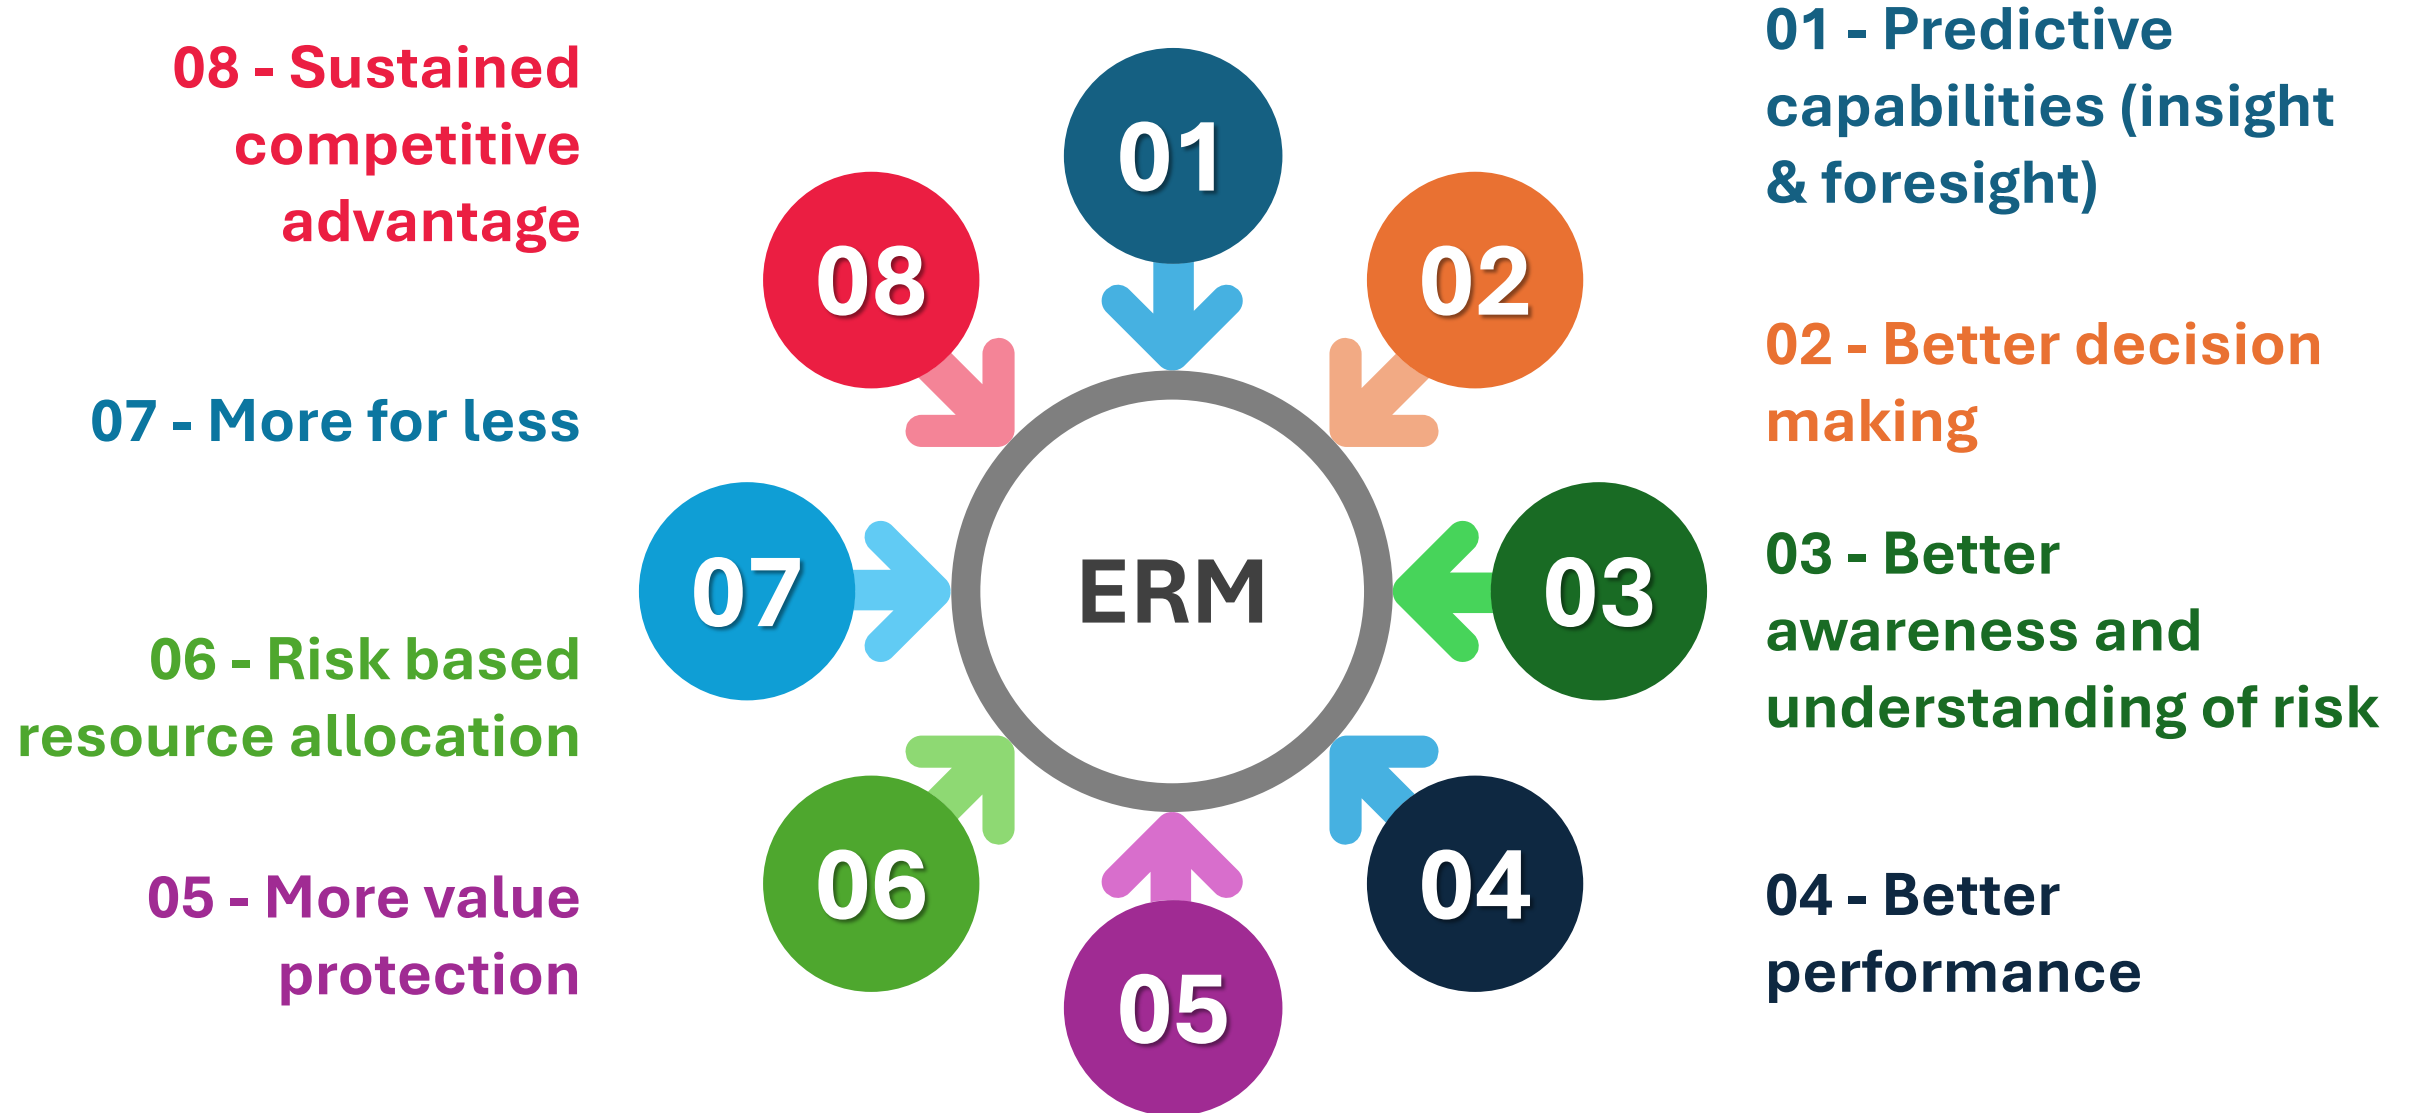 08 - Sustained
competitive
advantage
07 - More for less
06 - Risk based
resource allocation
05 - More value
protection
01
02
03
04
05
06
07
08
ERM
01 - Predictive
capabilities (insight
& foresight)
02 - Better decision
making
03 - Better
awareness and
understanding of risk
04 - Better
performance